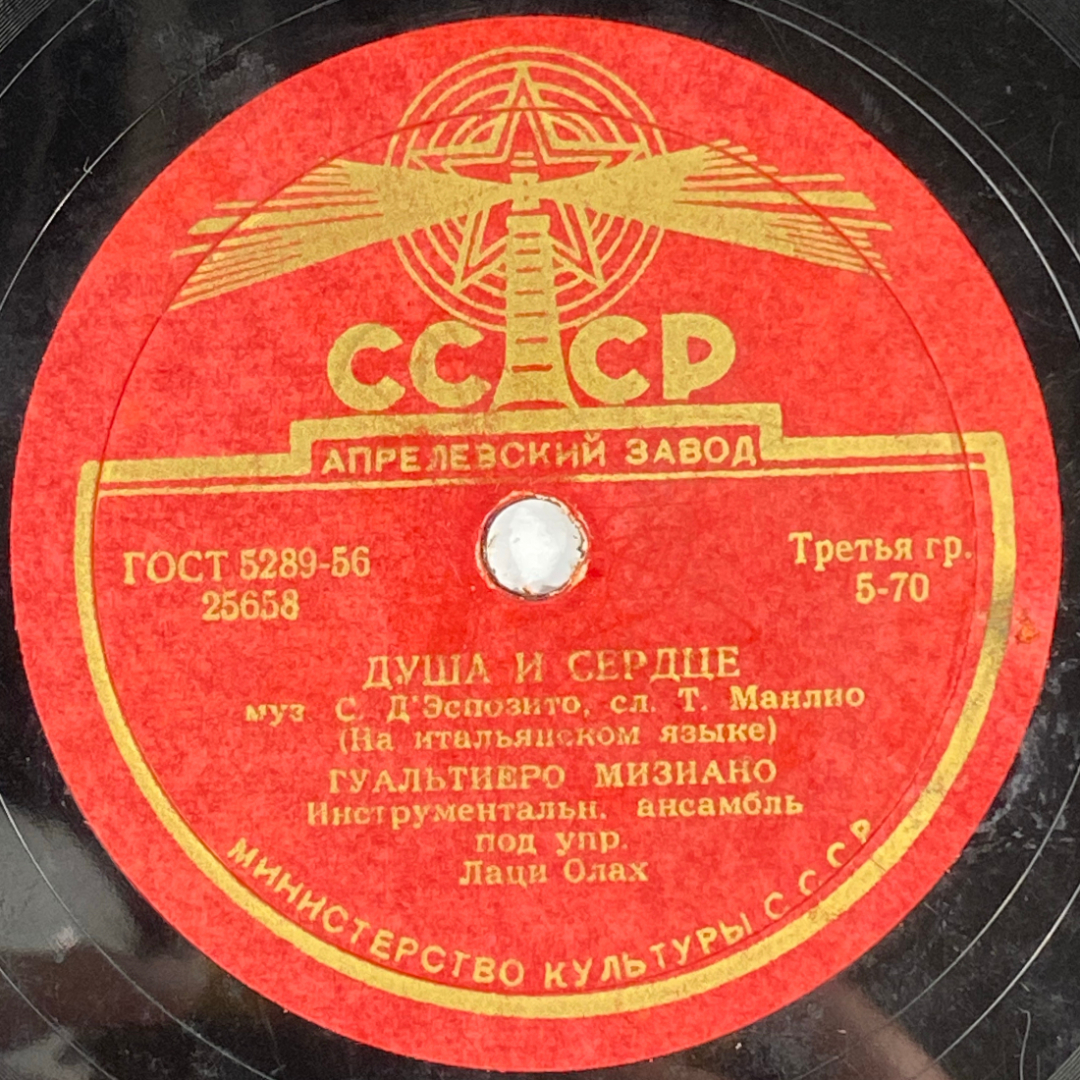 СССР
АПРЕЛЕВСКИЙ ЗАВОД
ГОСТ 5289-56
25658
Третья гр.
5-70
ДУША И СЕРДЦЕ
муз. С. Д'Эспозито, сл. Т. Манлио
(На итальянском языке)
ГУАЛЬТИЕРО МИЗИАНО
Инструментальн. ансамбль
под упр.
Лаци Олах
МИНИСТЕРСТВО КУЛЬТУРЫ СССР